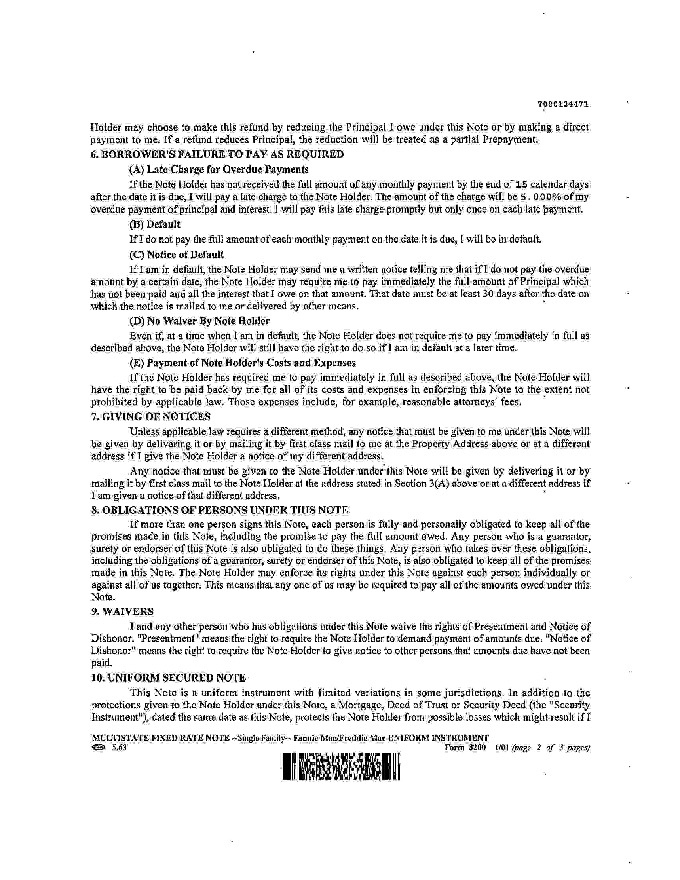 7080124471
Holder may choose to make this refund by reducing the Principal I owe under this Note or by making a direct
payment to me. If a refund reduces Principal, the reduction will be treated as a partial Prepayment.
6. BORROWER'S FAILURE TO PAY AS REQUIRED
(A) Late Charge for Overdue Payments
If the Note Holder has not received the full amount of any monthly payment by the end of 15 calendar days
after the date it is due, I will pay a late charge to the Note Holder. The amount of the charge will be 5.000% of my
overdue payment of principal and interest. I will pay this late charge promptly but only once on each late payment.
(B) Default
If I do not pay the full amount of each monthly payment on the date it is due, I will be in default.
(C) Notice of Default
If I am in default, the Note Holder may send me a written notice telling me that if I do not pay the overdue
amount by a certain date, the Note Holder may require me to pay immediately the full amount of Principal which
has not been paid and all the interest that I owe on that amount. That date must be at least 30 days after the date on
which the notice is mailed to me or delivered by other means.
(D) No Waiver By Note Holder
Even if, at a time when I am in default, the Note Holder does not require me to pay immediately in full as
described above, the Note Holder will still have the right to do so if I am in default at a later time.
(E) Payment of Note Holder's Costs and Expenses
If the Note Holder has required me to pay immediately in full as described above, the Note Holder will
have the right to be paid back by me for all of its costs and expenses in enforcing this Note to the extent not
prohibited by applicable law. Those expenses include, for example, reasonable attorneys' fees.
7. GIVING OF NOTICES
Unless applicable law requires a different method, any notice that must be given to me under this Note will
be given by delivering it or by mailing it by first class mail to me at the Property Address above or at a different
address if I give the Note Holder a notice of my different address.
Any notice that must be given to the Note Holder under this Note will be given by delivering it or by
mailing it by first class mail to the Note Holder at the address stated in Section 3(A) above or at a different address if
I am given a notice of that different address.
8. OBLIGATIONS OF PERSONS UNDER THIS NOTE
If more than one person signs this Note, each person is fully and personally obligated to keep all of the
promises made in this Note, including the promise to pay the full amount owed. Any person who is a guarantor,
surety or endorser of this Note is also obligated to do these things. Any person who takes over these obligations,
including the obligations of a guarantor, surety or endorser of this Note, is also obligated to keep all of the promises
made in this Note. The Note Holder may enforce its rights under this Note against each person individually or
against all of us together. This means that any one of us may be required to pay all of the amounts owed under this
Note.
9. WAIVERS
I and any other person who has obligations under this Note waive the rights of Presentment and Notice of
Dishonor. "Presentment" means the right to require the Note Holder to demand payment of amounts due. "Notice of
Dishonor" means the right to require the Note Holder to give notice to other persons that amounts due have not been
paid.
10. UNIFORM SECURED NOTE
This Note is a uniform instrument with limited variations in some jurisdictions. In addition to the
protections given to the Note Holder under this Note, a Mortgage, Deed of Trust or Security Deed (the "Security
Instrument"), dated the same date as this Note, protects the Note Holder from possible losses which might result if I
MULTISTATE FIXED RATE NOTE --Single Family-- Fannie Mae/Freddie Mac UNIFORM INSTRUMENT
5.63 Form 3200 1/01 (page 2 of 3 pages)